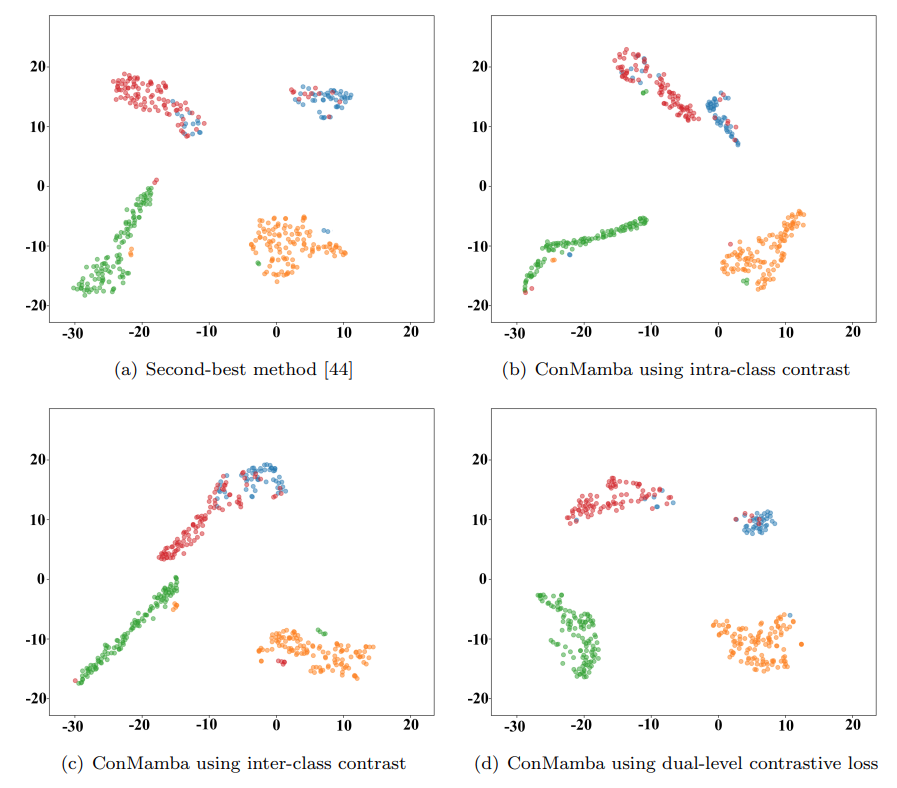 20
10
0
-10
-20
-30 -20 -10 0 10 20
(a) Second-best method [44]
20
10
0
-10
-20
-30 -20 -10 0 10 20
(b) ConMamba using intra-class contrast
20
10
0
-10
-20
-30 -20 -10 0 10 20
(c) ConMamba using inter-class contrast
20
10
0
-10
-20
-30 -20 -10 0 10 20
(d) ConMamba using dual-level contrastive loss